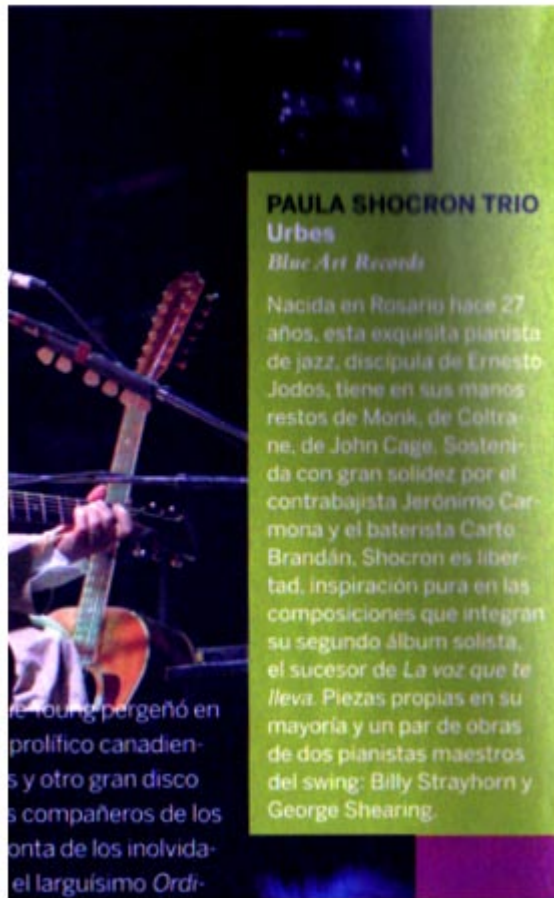 PAULA SHOCRON TRIO
Urbes
Blue Art Records
Nacida en Rosario hace 27
años, esta exquisita pianista
de jazz, discípula de Ernesto
Jodos, tiene en sus manos
restos de Monk, de Coltra-
ne, de John Cage. Sosteni-
da con gran solidez por el
contrabajista Jerónimo Car-
mona y el baterista Carto
Brandán, Shocron es liber-
tad, inspiración pura en las
composiciones que integran
su segundo álbum solista,
el sucesor de La voz que te
lleva. Piezas propias en su
mayoría y un par de obras
de dos pianistas maestros
del swing: Billy Strayhorn y
George Shearing.
Young pergeñó en
prolífico canadien-
s y otro gran disco
s compañeros de los
onta de los inolvida-
el larguísimo Ordi-